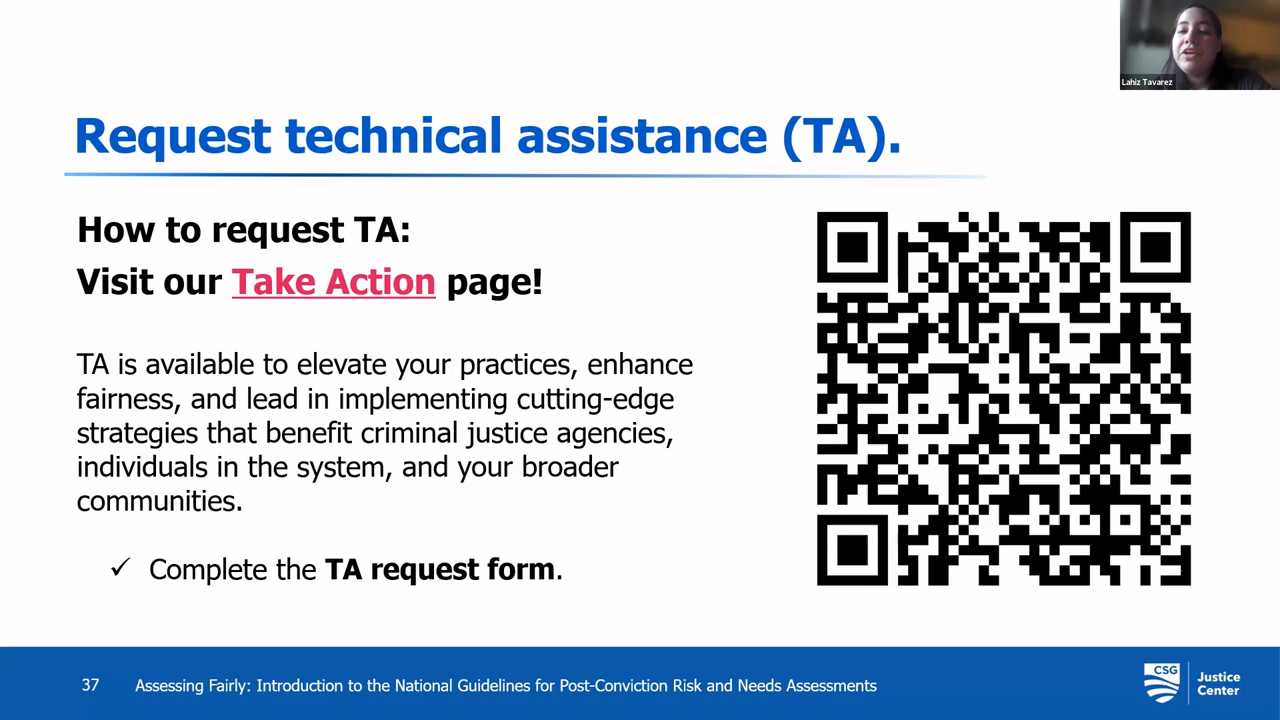 Lahiz Tavarez
Request technical assistance (TA).
How to request TA:
Visit our Take Action page!
TA is available to elevate your practices, enhance
fairness, and lead in implementing cutting-edge
strategies that benefit criminal justice agencies,
individuals in the system, and your broader
communities.
✓ Complete the TA request form.
37 Assessing Fairly: Introduction to the National Guidelines for Post-Conviction Risk and Needs Assessments
CSG
Justice
Center